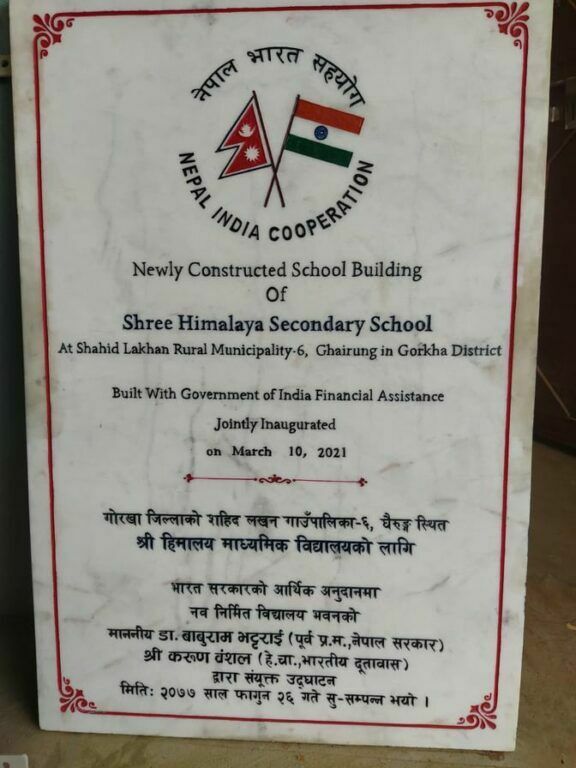 नेपाल भारत सहयोग
NEPAL INDIA COOPERATION
Newly Constructed School Building
Of
Shree Himalaya Secondary School
At Shahid Lakhan Rural Municipality-6, Ghairung in Gorkha District
Built With Government of India Financial Assistance
Jointly Inaugurated
on March 10, 2021
गोरखा जिल्लाको शहिद लखन गाउँपालिका-६, घैरुङ्ग स्थित
श्री हिमालय माध्यमिक विद्यालयको लागि
भारत सरकारको आर्थिक अनुदानमा
नव निर्मित विद्यालय भवनको
माननीय डा. बाबुराम भट्टराई (पूर्व प्र.म.,नेपाल सरकार)
श्री करूण वंशल (हे.चा.,भारतीय दूतावास)
द्वारा संयूक्त उद्घाटन
मिति: २०७७ साल फागुन २६ गते सु-सम्पन्न भयो ।